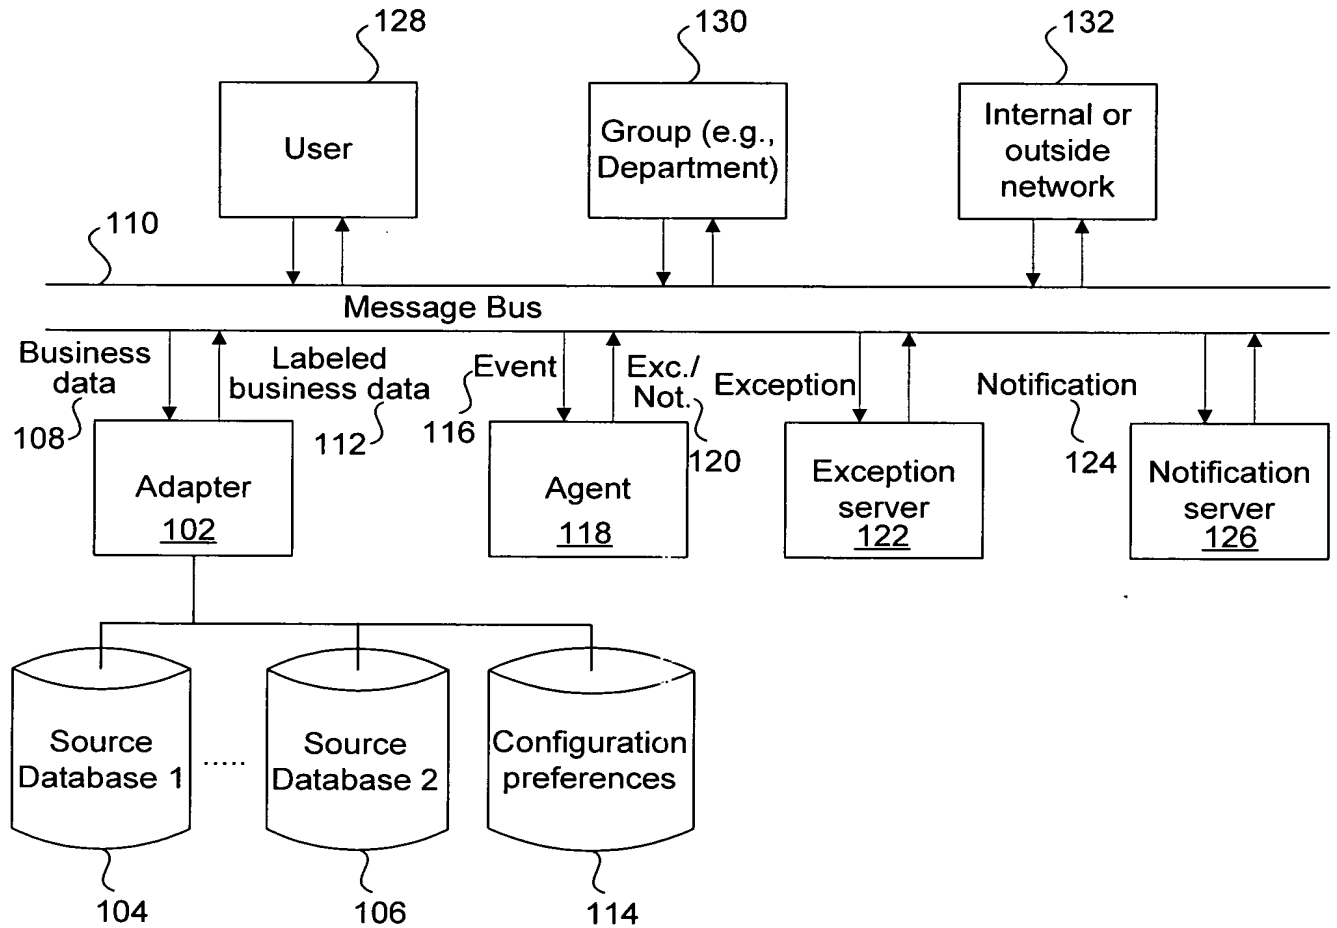 128
130
132
User
Group (e.g.,
Department)
Internal or
outside
network
110
Message Bus
Business
data
108
Labeled
business data
112
Event
116
Exc./
Not.
120
Exception
Notification
124
Adapter
102
Agent
118
Exception
server
122
Notification
server
126
Source
Database 1
.....
Source
Database 2
Configuration
preferences
104
106
114